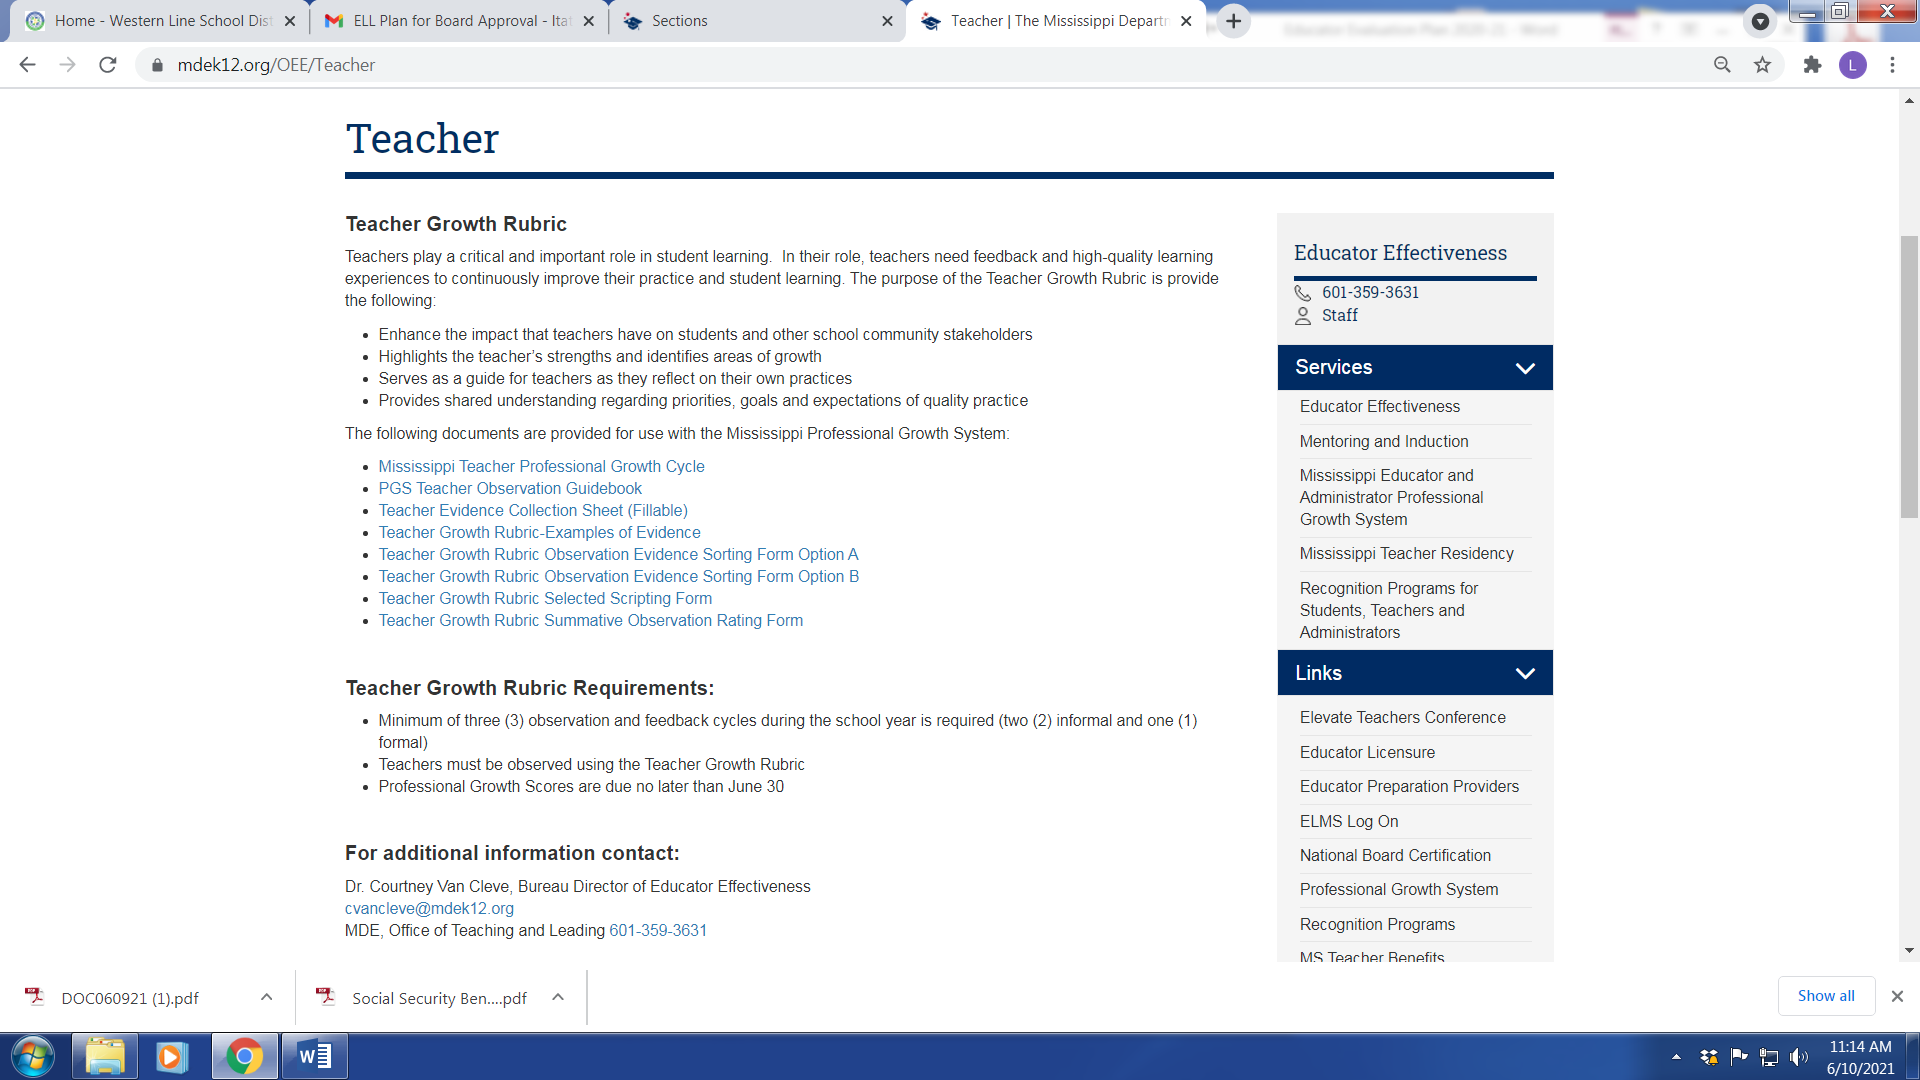 Home - Western Line School Dist
ELL Plan for Board Approval - Ita
Sections
Teacher | The Mississippi Departm
Educator Evaluation Plan 2020-21 - Word
mdek12.org/OEE/Teacher
L
Teacher
Teacher Growth Rubric
Teachers play a critical and important role in student learning.  In their role, teachers need feedback and high-quality learning
experiences to continuously improve their practice and student learning. The purpose of the Teacher Growth Rubric is provide
the following:
• Enhance the impact that teachers have on students and other school community stakeholders
• Highlights the teacher’s strengths and identifies areas of growth
• Serves as a guide for teachers as they reflect on their own practices
• Provides shared understanding regarding priorities, goals and expectations of quality practice
The following documents are provided for use with the Mississippi Professional Growth System:
• Mississippi Teacher Professional Growth Cycle
• PGS Teacher Observation Guidebook
• Teacher Evidence Collection Sheet (Fillable)
• Teacher Growth Rubric-Examples of Evidence
• Teacher Growth Rubric Observation Evidence Sorting Form Option A
• Teacher Growth Rubric Observation Evidence Sorting Form Option B
• Teacher Growth Rubric Selected Scripting Form
• Teacher Growth Rubric Summative Observation Rating Form
Teacher Growth Rubric Requirements:
• Minimum of three (3) observation and feedback cycles during the school year is required (two (2) informal and one (1)
formal)
• Teachers must be observed using the Teacher Growth Rubric
• Professional Growth Scores are due no later than June 30
For additional information contact:
Dr. Courtney Van Cleve, Bureau Director of Educator Effectiveness
cvancleve@mdek12.org
MDE, Office of Teaching and Leading 601-359-3631
Educator Effectiveness
601-359-3631
Staff
Services
Educator Effectiveness
Mentoring and Induction
Mississippi Educator and
Administrator Professional
Growth System
Mississippi Teacher Residency
Recognition Programs for
Students, Teachers and
Administrators
Links
Elevate Teachers Conference
Educator Licensure
Educator Preparation Providers
ELMS Log On
National Board Certification
Professional Growth System
Recognition Programs
MS Teacher Benefits
DOC060921 (1).pdf
Social Security Ben....pdf
Show all
11:14 AM
6/10/2021